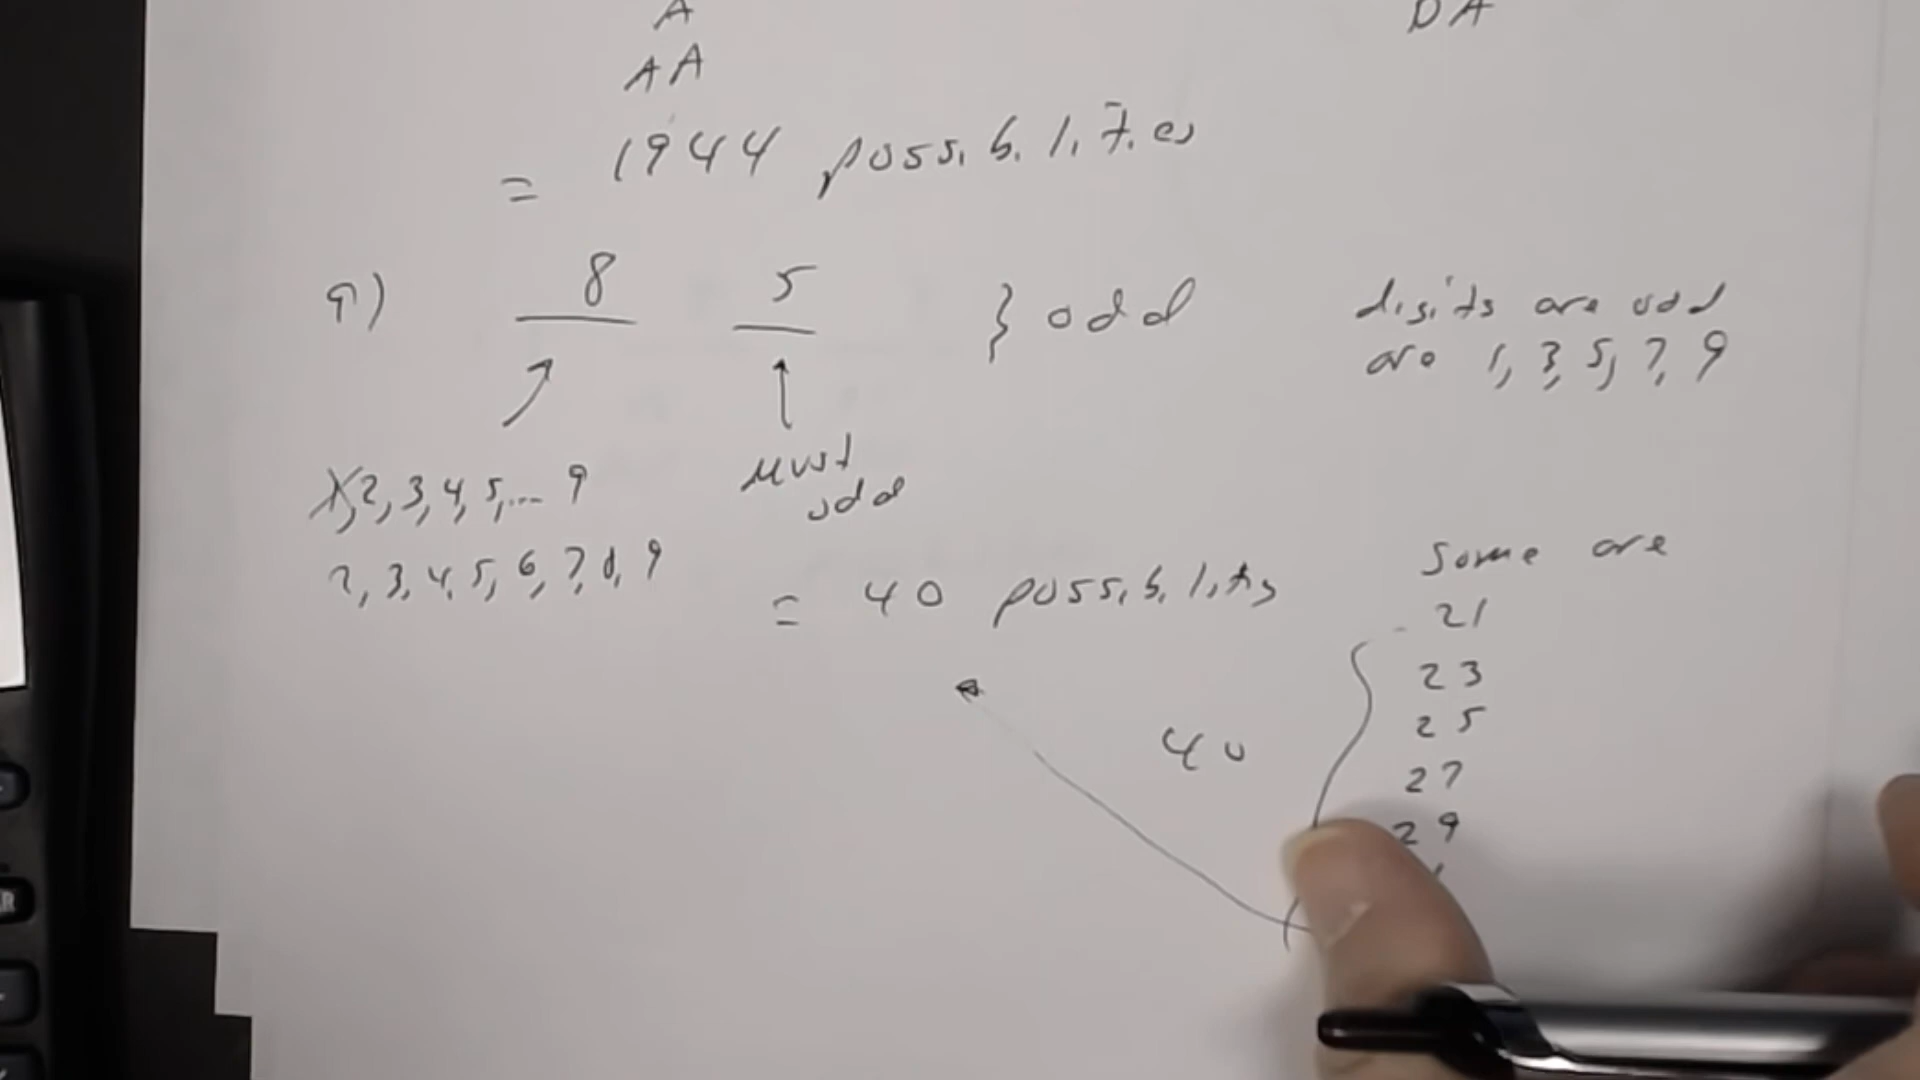 A
DA
AA
= 1944 possibilities
9) 8 5 } odd
digits are odd
are 1, 3, 5, 7, 9
1, 2, 3, 4, 5, ... 9
must
odd
2, 3, 4, 5, 6, 7, 8, 9
= 40 possibilits
Some are
21
23
25
40
27
29
R